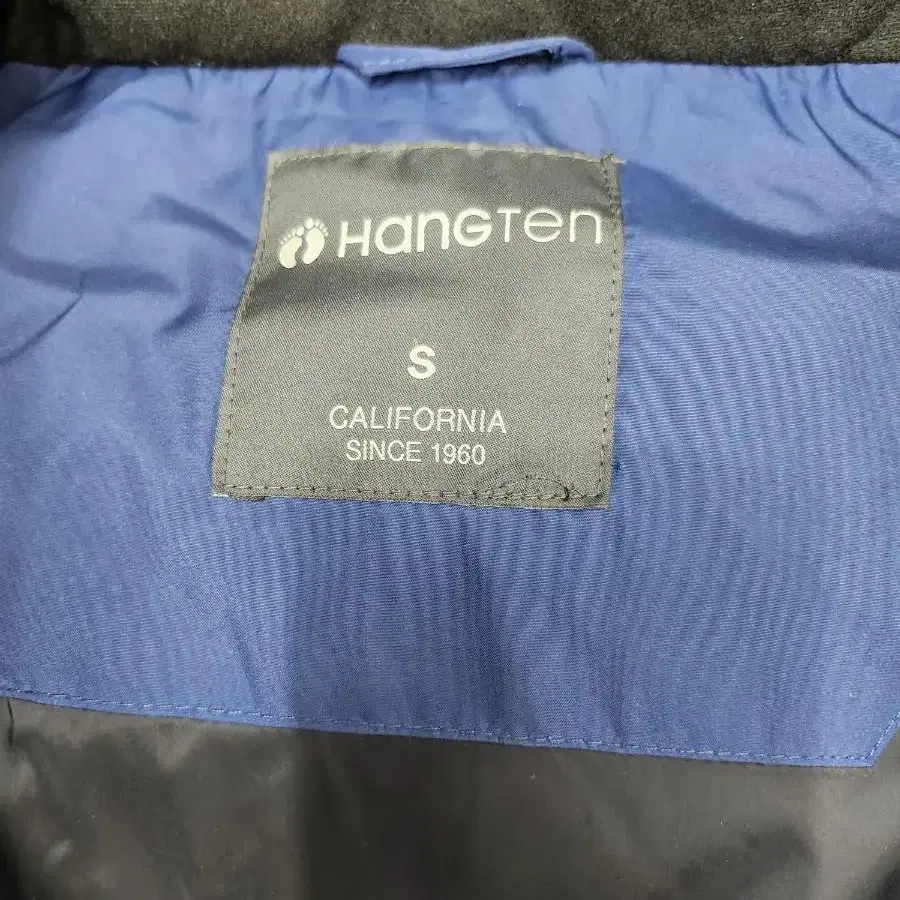 HANGTEN
S
CALIFORNIA
SINCE 1960